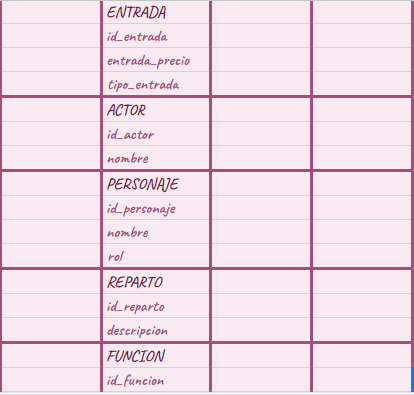 ENTRADA
id_entrada
entrada_precio
tipo_entrada
ACTOR
id_actor
nombre
PERSONAJE
id_personaje
nombre
rol
REPARTO
id_reparto
descripcion
FUNCION
id_funcion